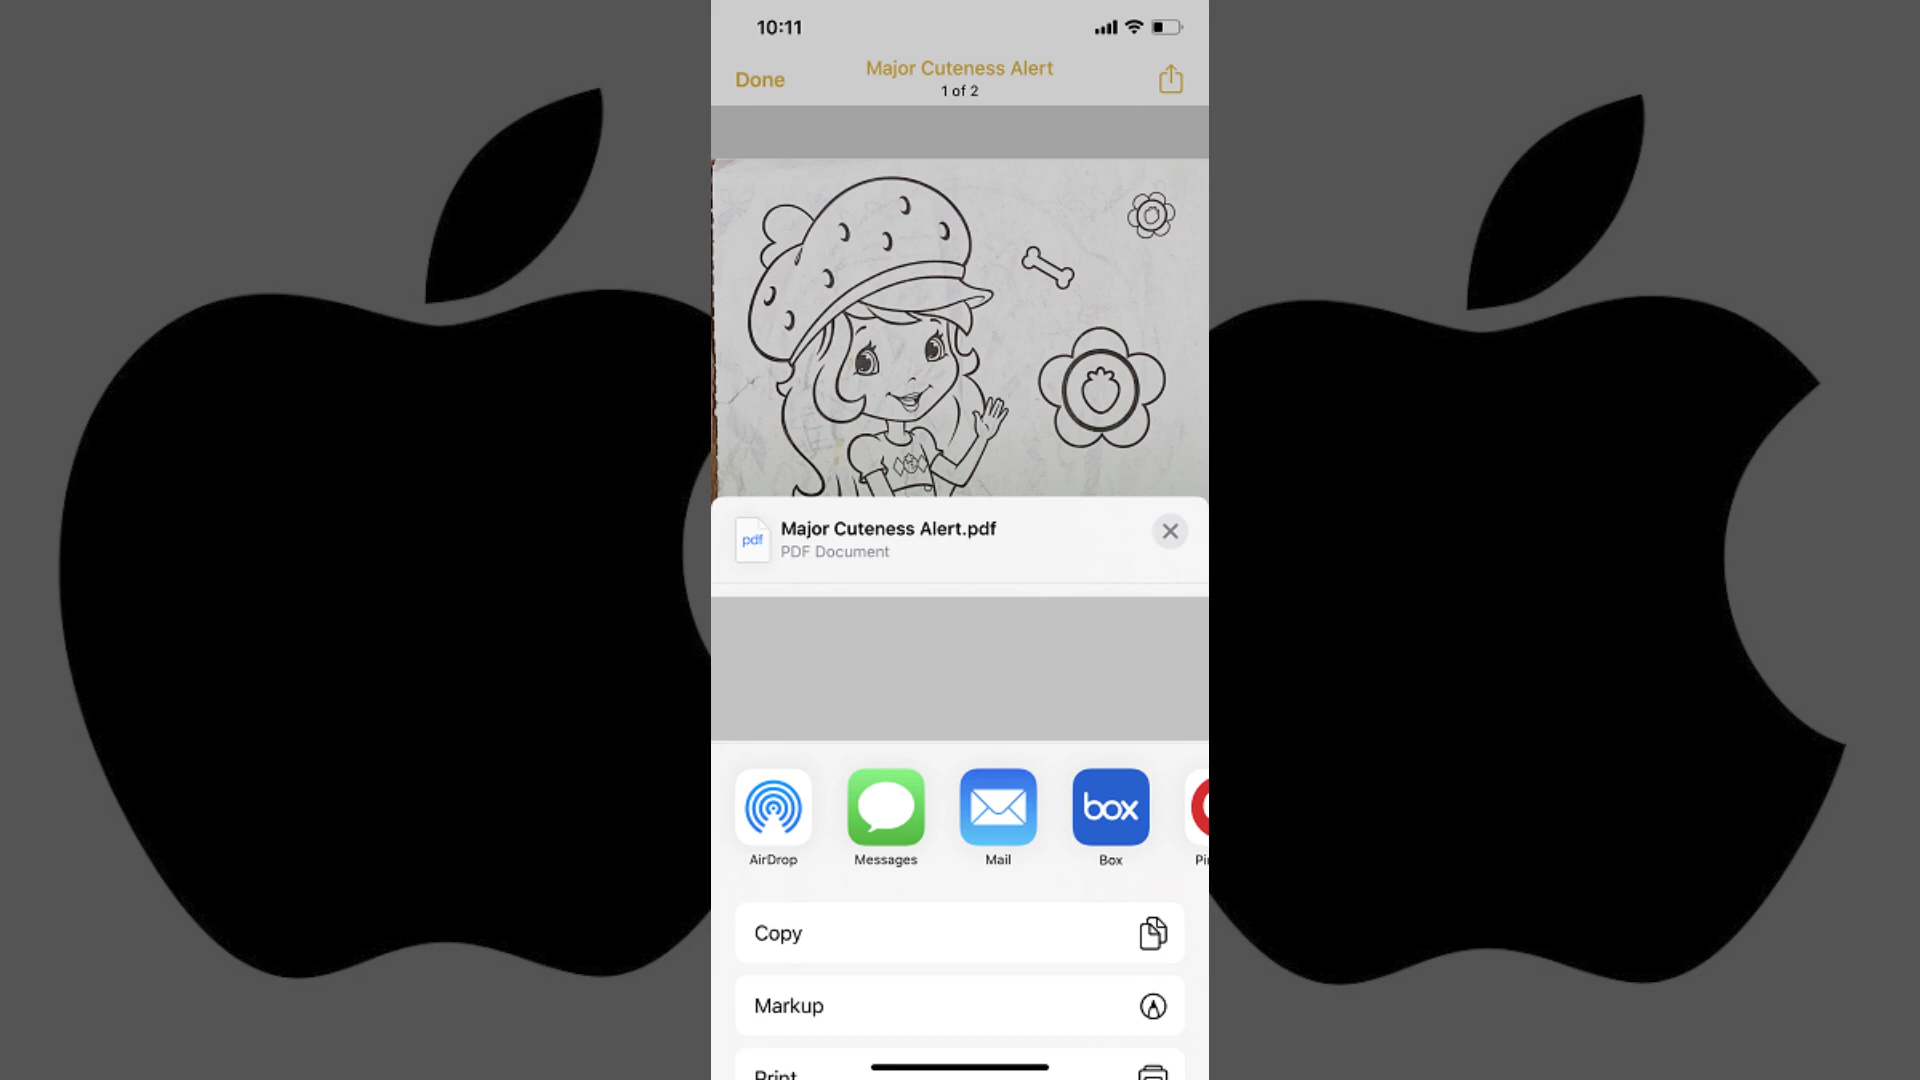 10:11
Done
Major Cuteness Alert
1 of 2
pdf
Major Cuteness Alert.pdf
PDF Document
box
AirDrop
Messages
Mail
Box
Pi
Copy
Markup
Print